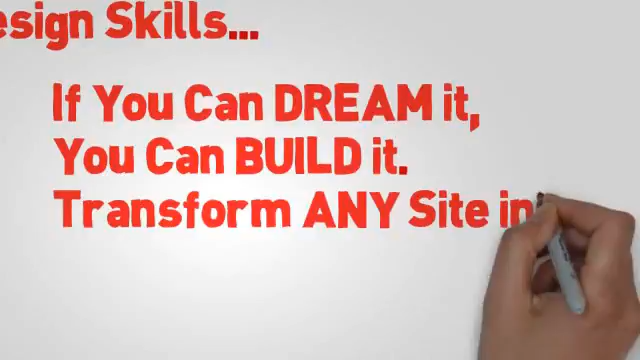 esign Skills...
If You Can DREAM it,
You Can BUILD it.
Transform ANY Site in